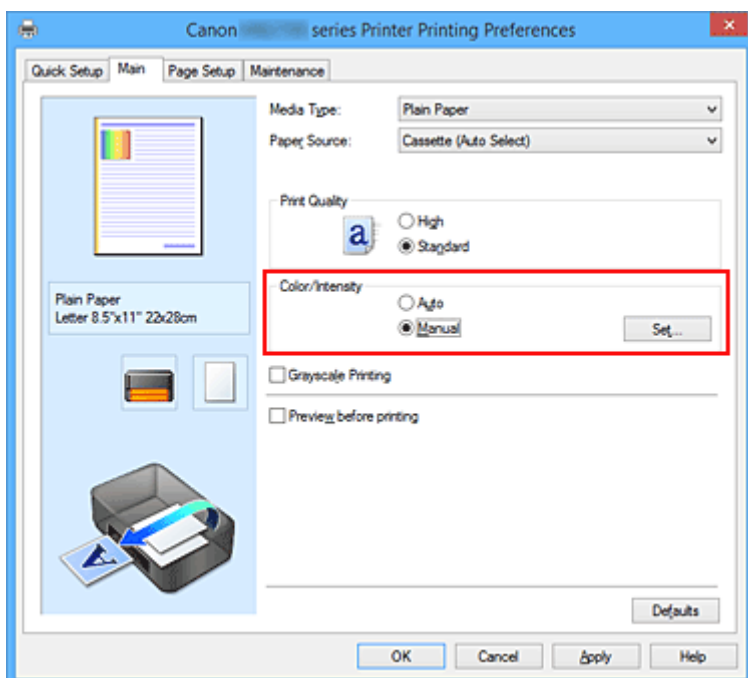 Canon series Printer Printing Preferences
Quick Setup Main Page Setup Maintenance
Media Type: Plain Paper
Paper Source: Cassette (Auto Select)
Print Quality
a
High
Standard
Color/Intensity
Auto
Manual Set...
Plain Paper
Letter 8.5"x11" 22x28cm
Grayscale Printing
Preview before printing
A
Defaults
OK Cancel Apply Help